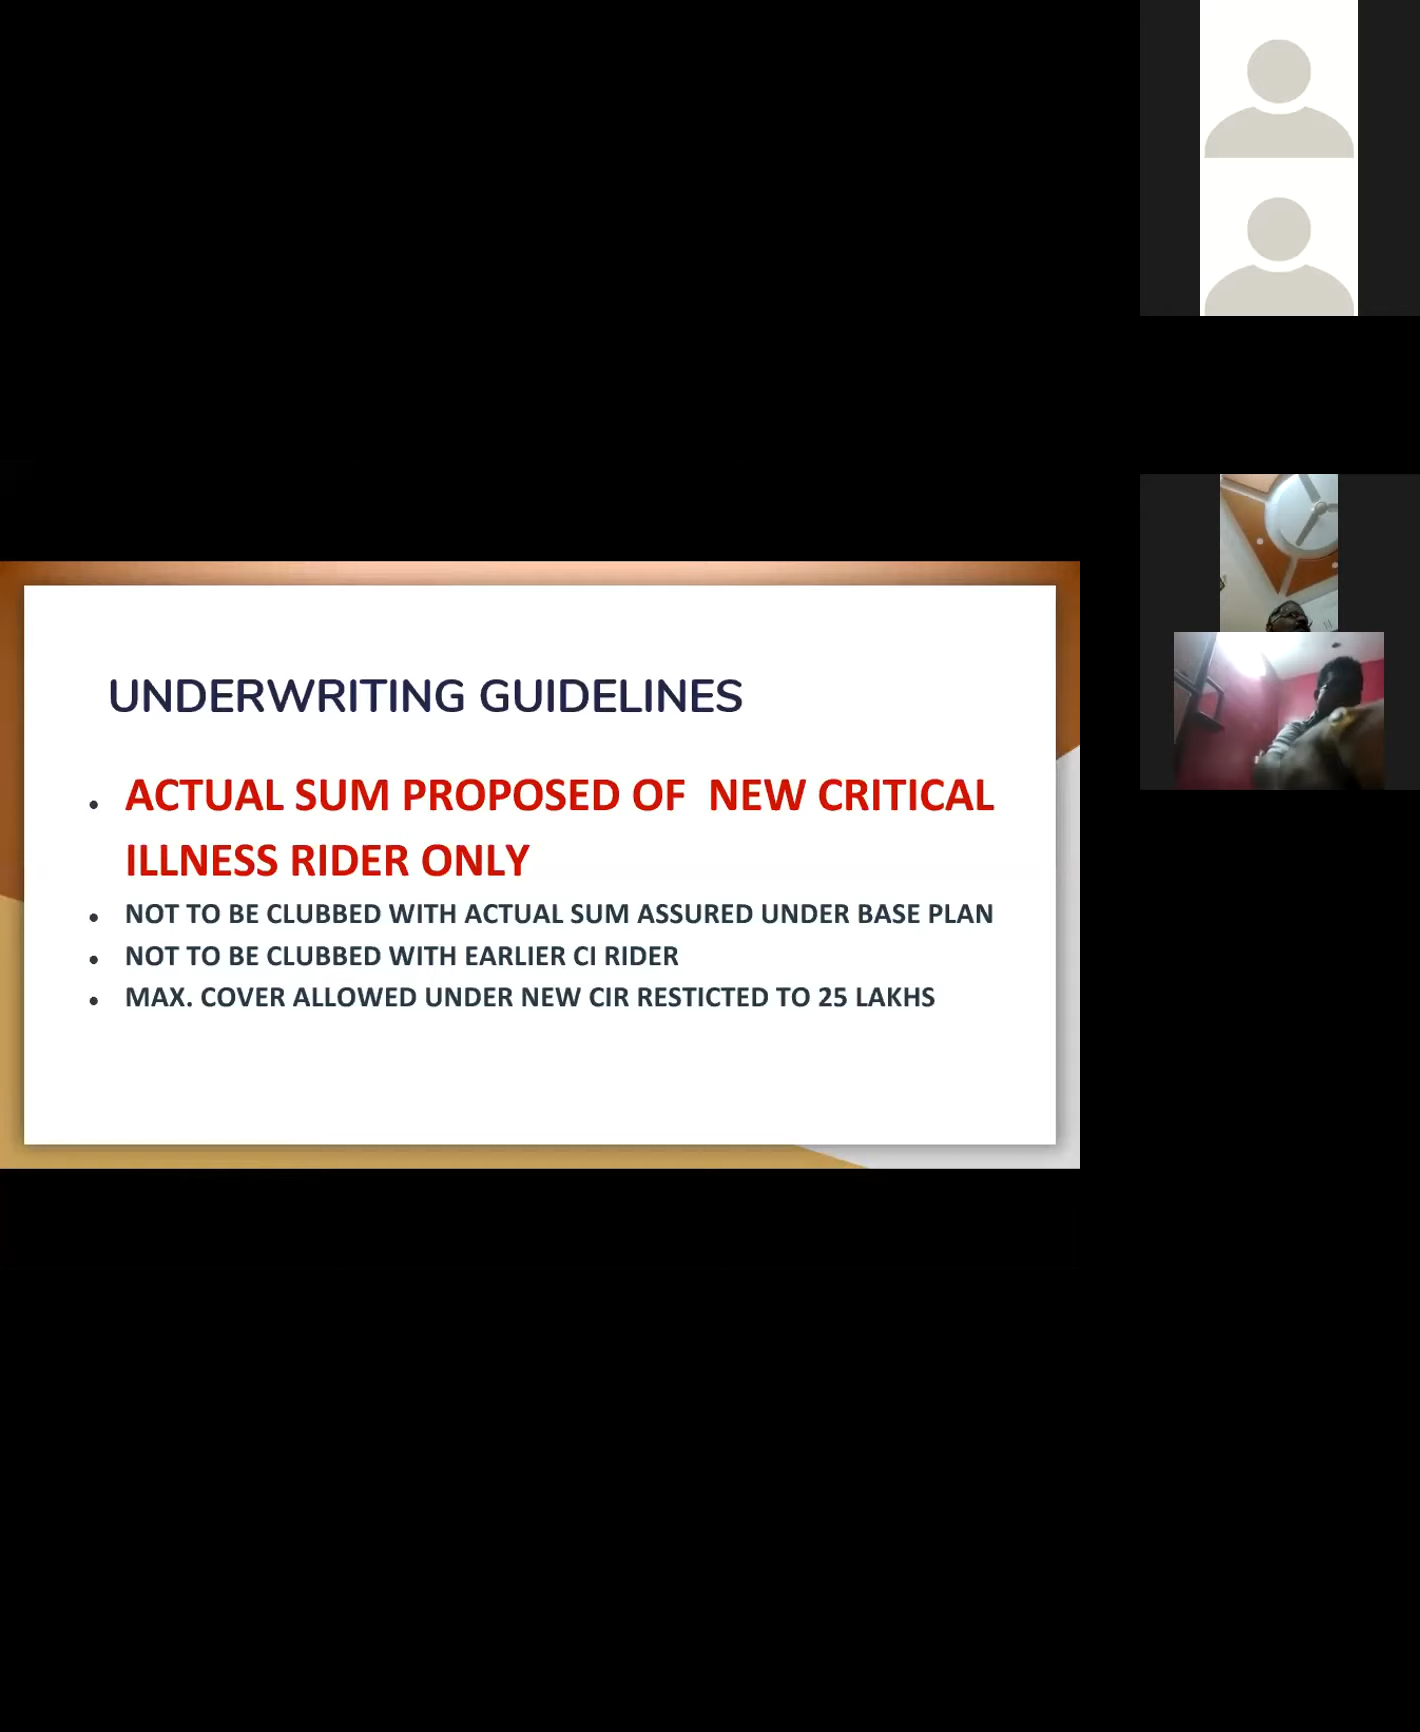 UNDERWRITING GUIDELINES
• ACTUAL SUM PROPOSED OF NEW CRITICAL
ILLNESS RIDER ONLY
• NOT TO BE CLUBBED WITH ACTUAL SUM ASSURED UNDER BASE PLAN
• NOT TO BE CLUBBED WITH EARLIER CI RIDER
• MAX. COVER ALLOWED UNDER NEW CIR RESTICTED TO 25 LAKHS